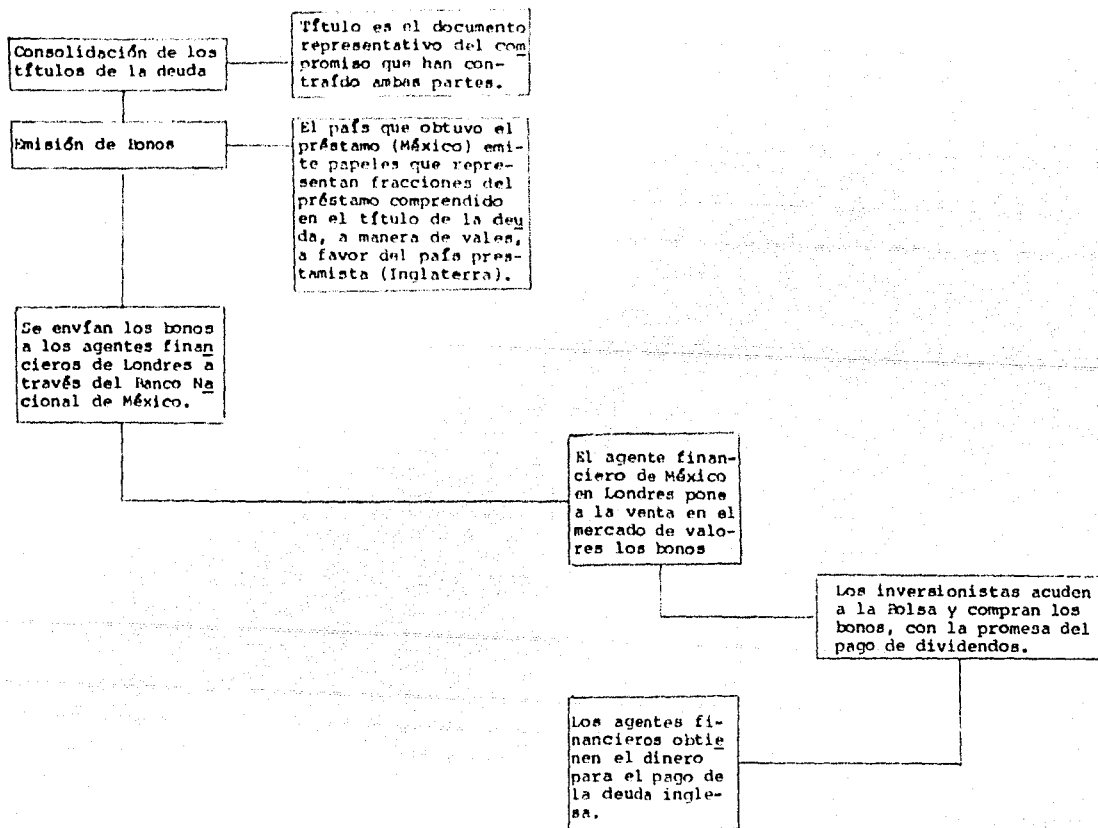 Consolidación de los
títulos de la deuda
Título es el documento
representativo del com
promiso que han con-
traído ambas partes.
Emisión de Bonos
El país que obtuvo el
préstamo (México) emi-
te papeles que repre-
sentan fracciones del
préstamo comprendido
en el título de la deu
da, a manera de vales,
a favor del país pres-
tamista (Inglaterra).
Se envían los bonos
a los agentes finan
cieros de Londres a
través del Banco Na
cional de México.
El agente finan-
ciero de México
en Londres pone
a la venta en el
mercado de valo-
res los bonos
Los inversionistas acuden
a la Bolsa y compran los
bonos, con la promesa del
pago de dividendos.
Los agentes fi-
nancieros obtie
nen el dinero
para el pago de
la deuda ingle-
sa.